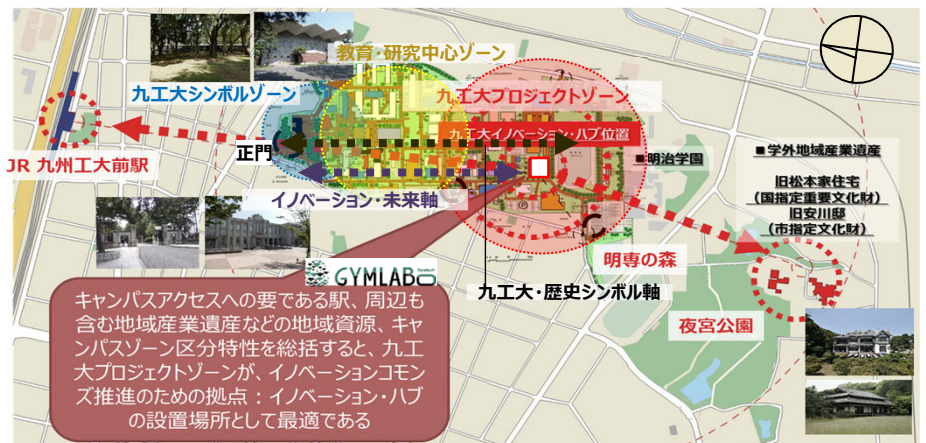 教育・研究中心ゾーン
九工大シンボルゾーン
九工大プロジェクトゾーン
九工大イノベーション・ハブ位置
正門
JR 九州工大前駅
イノベーション・未来軸
■明治学園
■学外地域産業遺産
旧松本家住宅
（国指定重要文化財）
旧安川邸
（市指定文化財）
明専の森
GYMLABO
Kyutech
九工大・歴史シンボル軸
夜宮公園
P
キャンパスアクセスへの要である駅、周辺も
含む地域産業遺産などの地域資源、キャ
ンパスゾーン区分特性を総括すると、九工
大プロジェクトゾーンが、イノベーションコモン
ズ推進のための拠点：イノベーション・ハブ
の設置場所として最適である